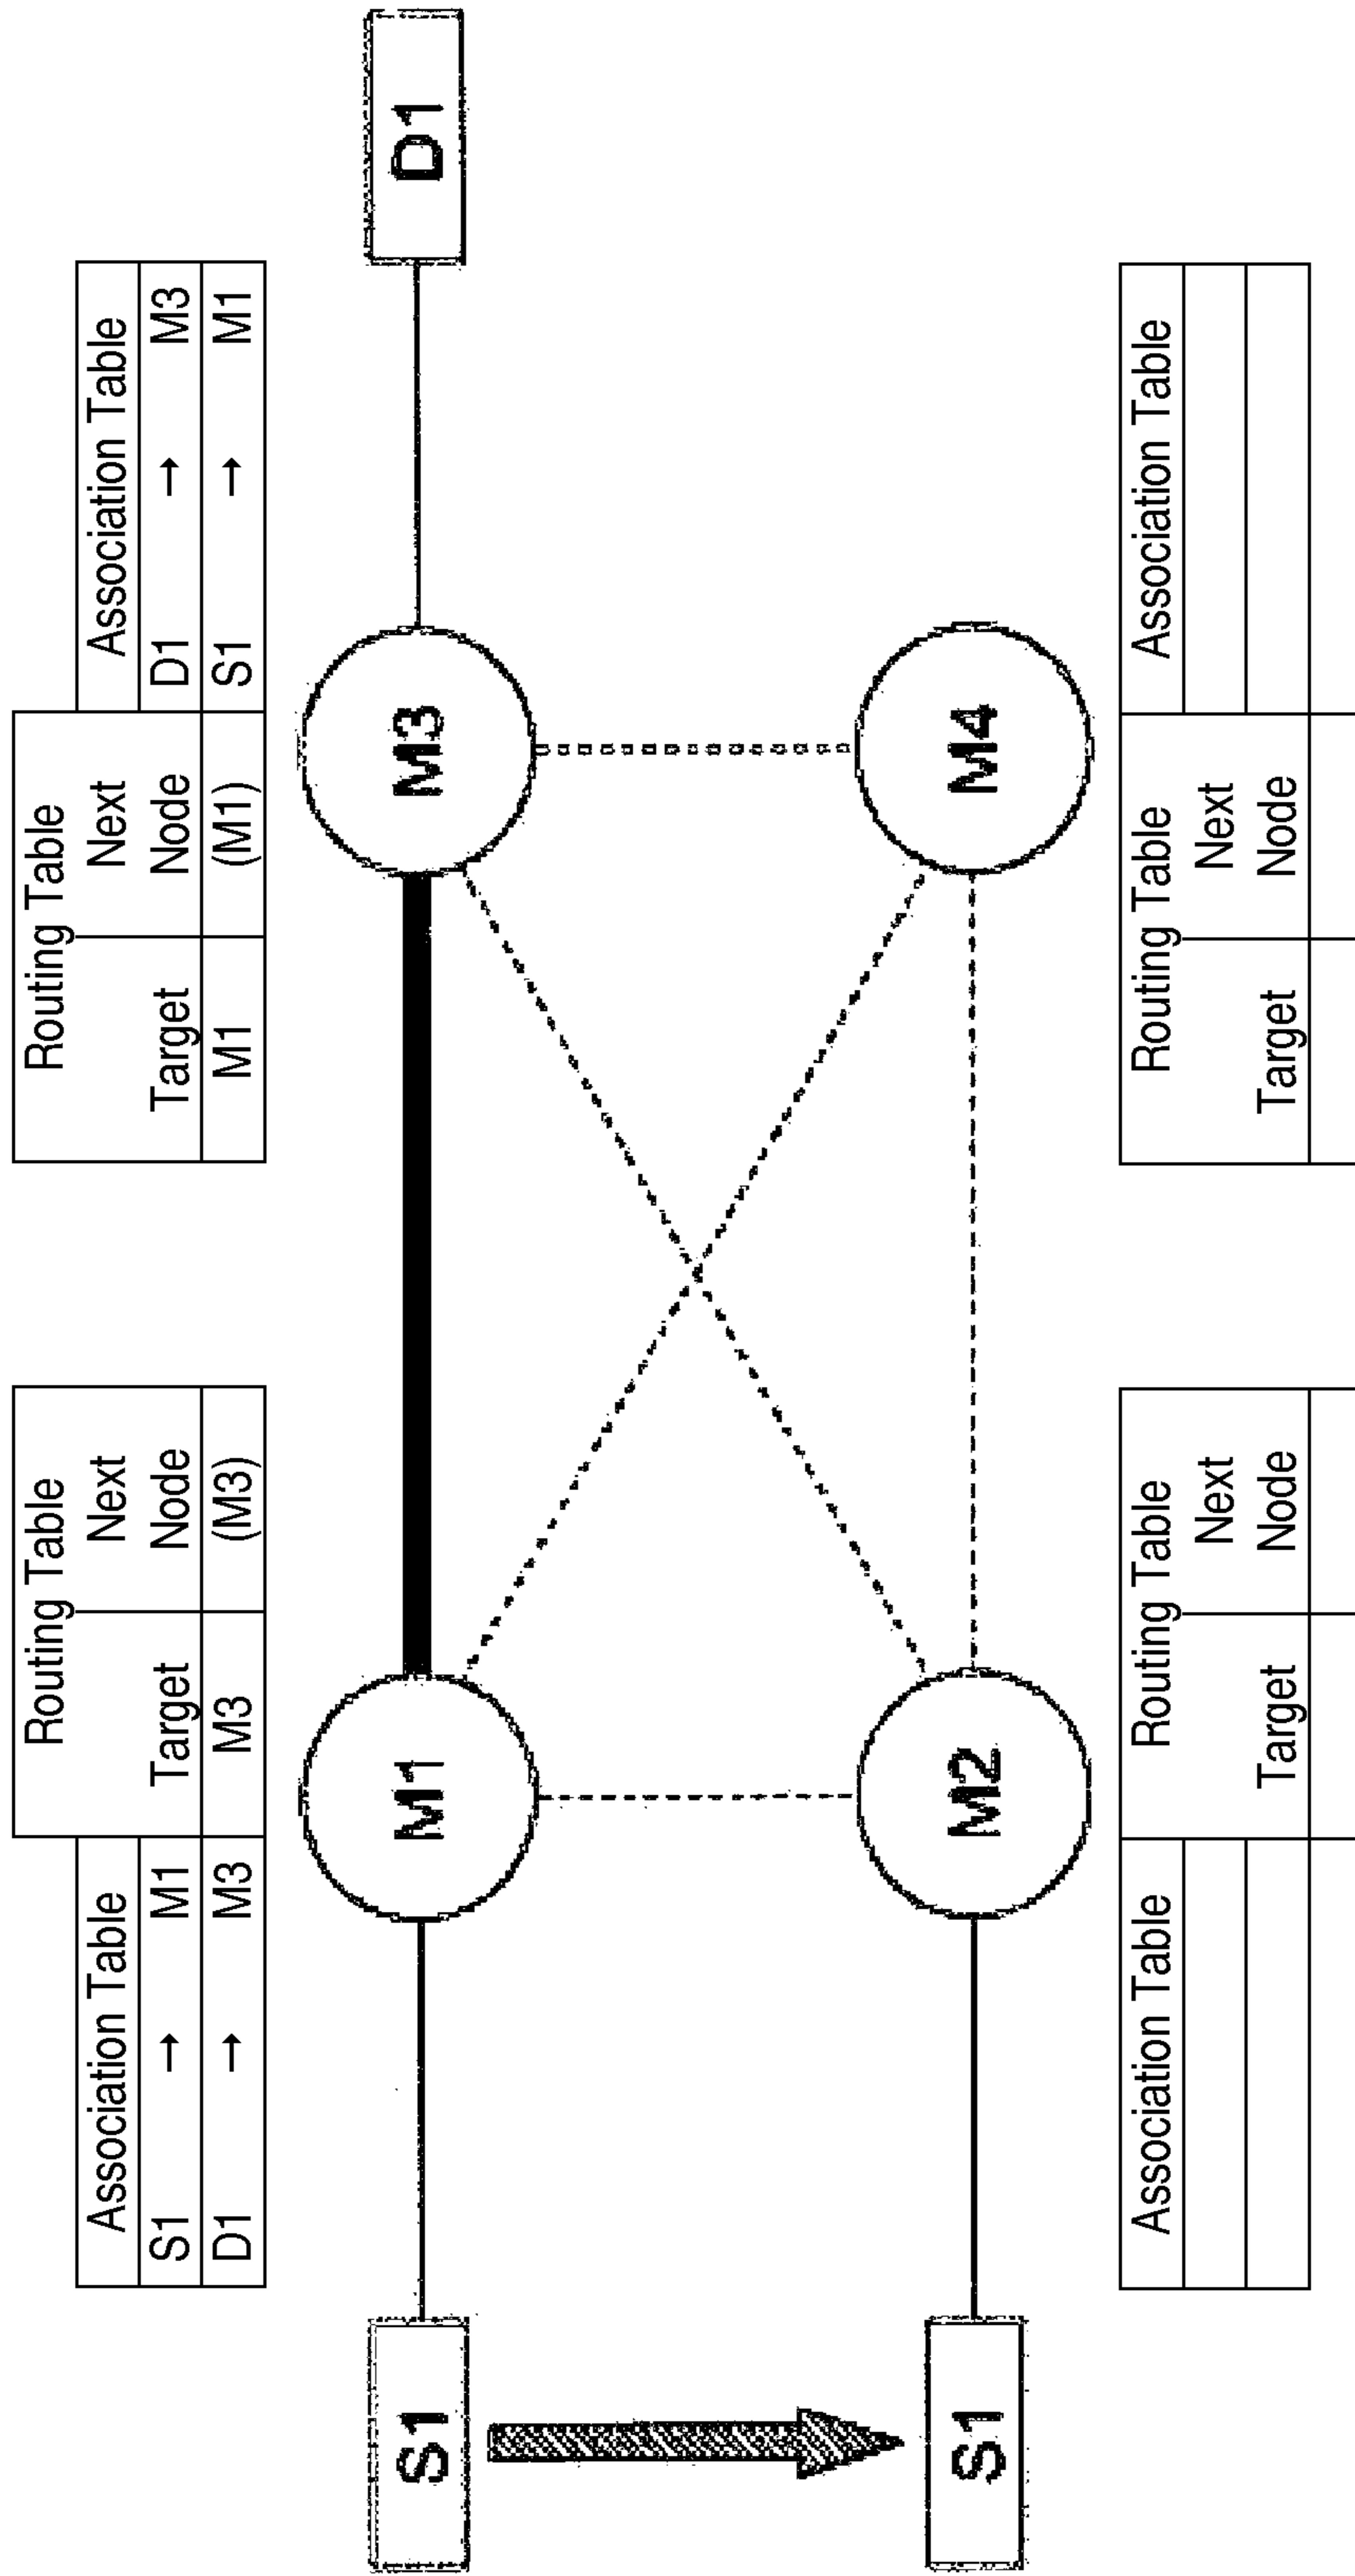 Association Table
S1 → M1
D1 → M3
Routing Table
Target Next Node
M3 (M3)
Routing Table
Target Next Node
M1 (M1)
Association Table
D1 → M3
S1 → M1
S1
M1
M3
D1
S1
M2
M4
Association Table
Routing Table
Target Next Node
Routing Table
Target Next Node
Association Table